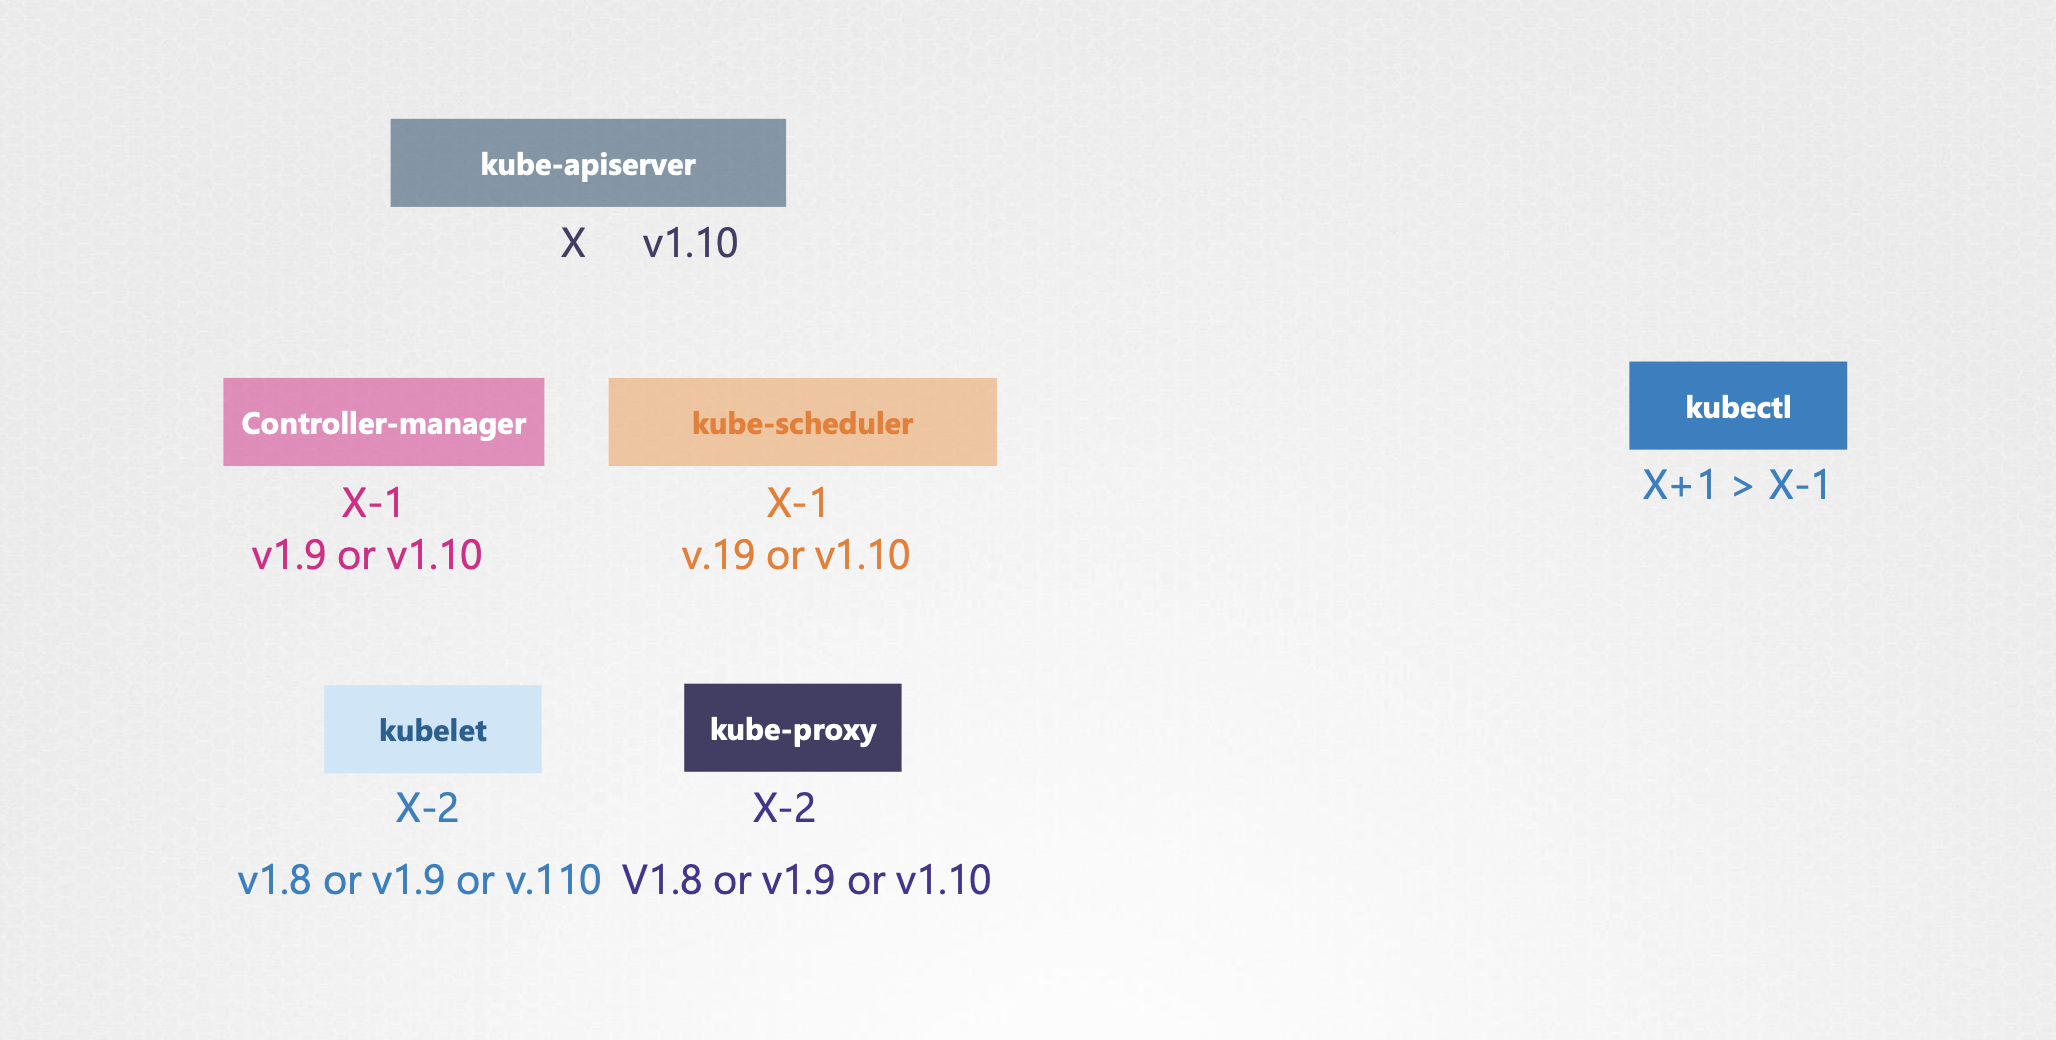 kube-apiserver
X v1.10
Controller-manager
X-1
v1.9 or v1.10
kube-scheduler
X-1
v.19 or v1.10
kubectl
X+1 > X-1
kubelet
X-2
v1.8 or v1.9 or v.110
kube-proxy
X-2
V1.8 or v1.9 or v1.10